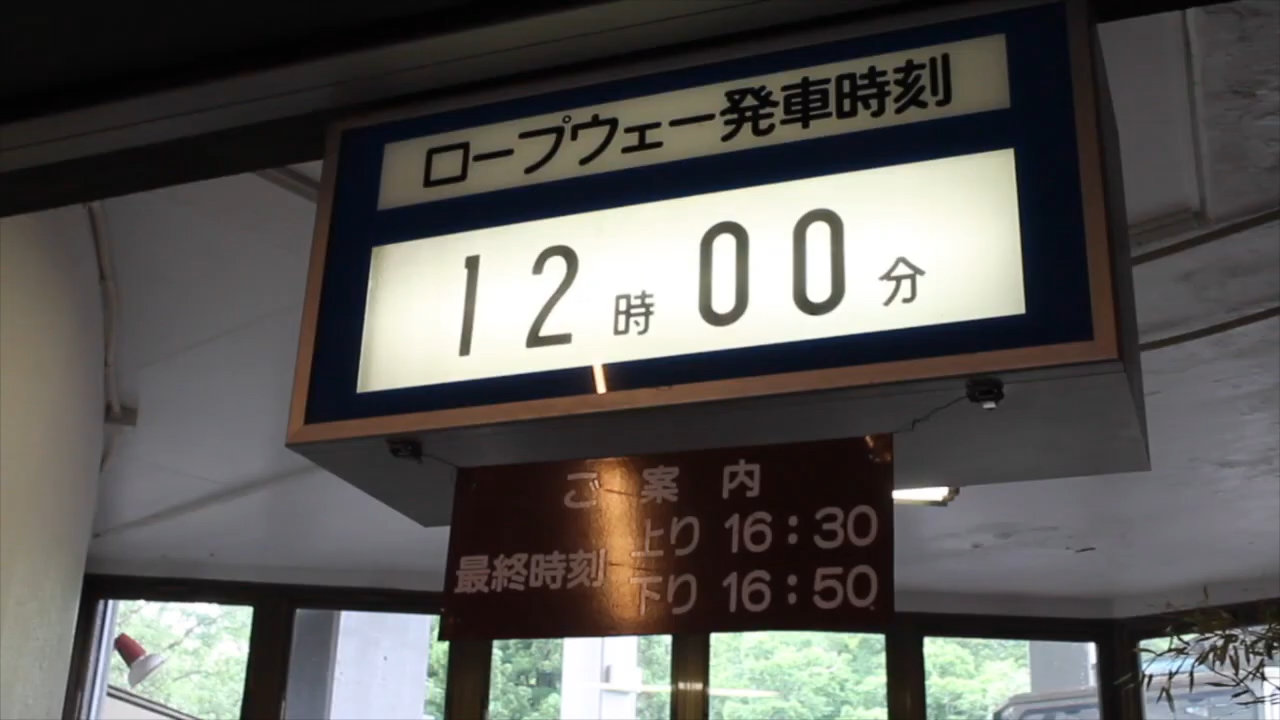 ロープウェー発車時刻
12時00分
ご案内
最終時刻
上り 16:30
下り 16:50